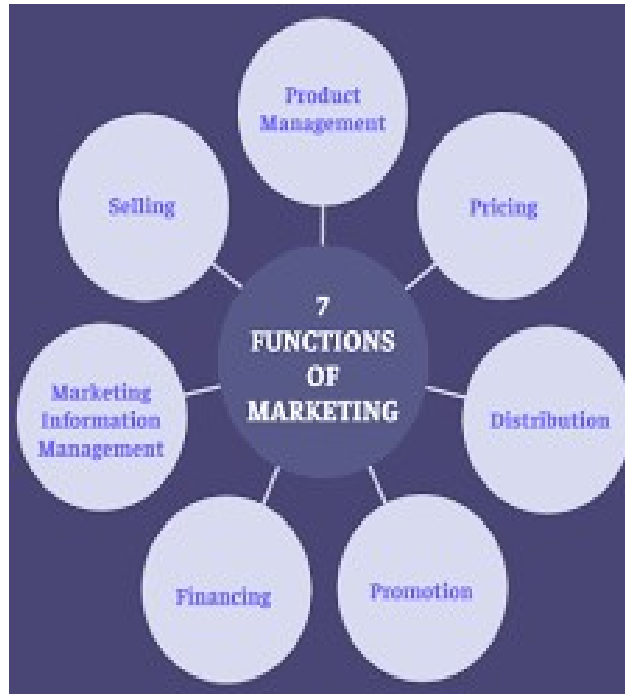 Product
Management
Selling
Pricing
7
FUNCTIONS
OF
MARKETING
Marketing
Information
Management
Distribution
Financing
Promotion